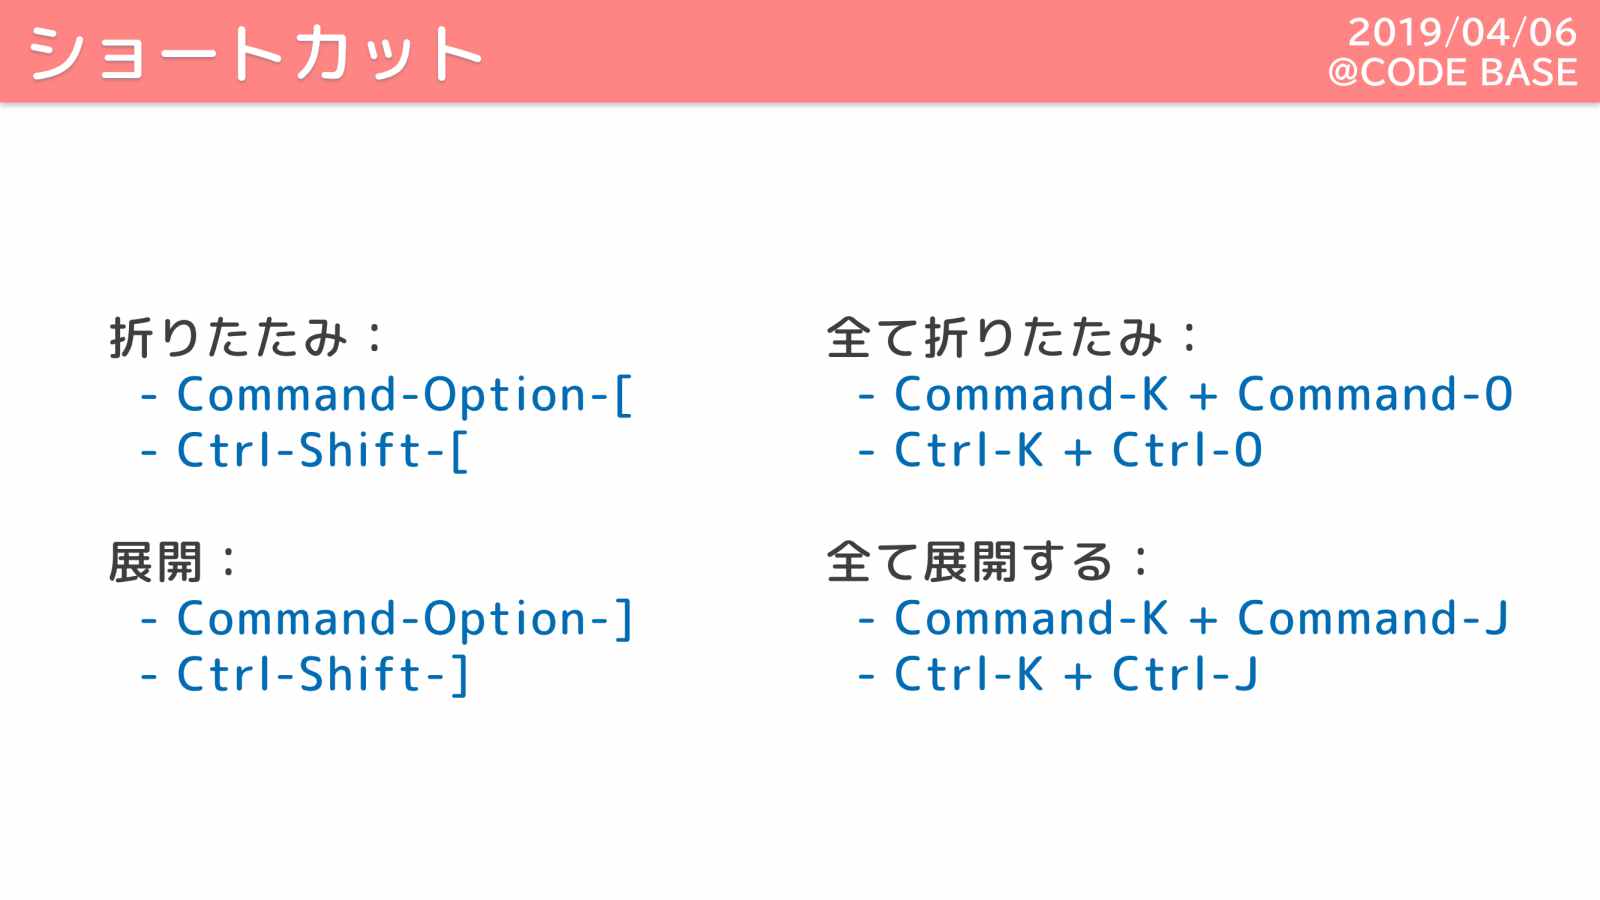 ショートカット
2019/04/06
@CODE BASE
折りたたみ：
- Command-Option-[
- Ctrl-Shift-[
展開：
- Command-Option-]
- Ctrl-Shift-]
全て折りたたみ：
- Command-K + Command-0
- Ctrl-K + Ctrl-0
全て展開する：
- Command-K + Command-J
- Ctrl-K + Ctrl-J